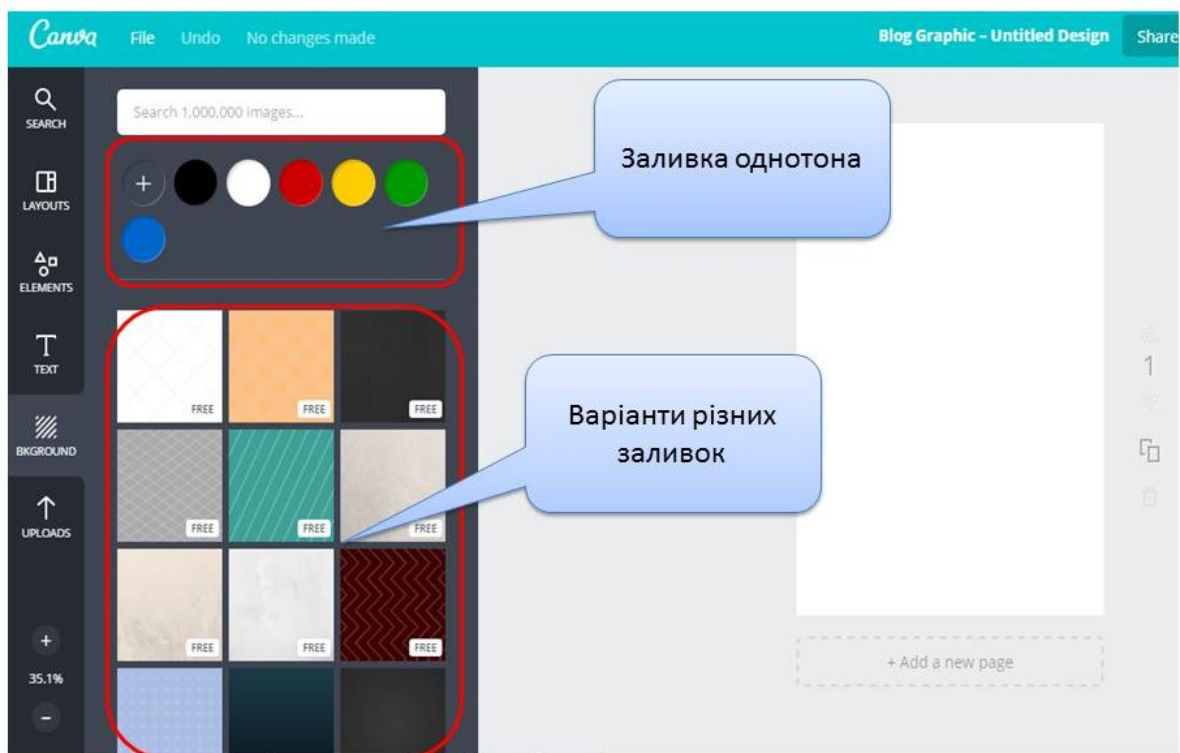 Canva File Undo No changes made Blog Graphic – Untitled Design Share
SEARCH
LAYOUTS
ELEMENTS
TEXT
BKGROUND
UPLOADS
+
35.1%
–
Search 1,000,000 images...
+
FREE FREE FREE
FREE FREE FREE
FREE FREE FREE
Заливка однотона
Варіанти різних
заливок
1
+ Add a new page